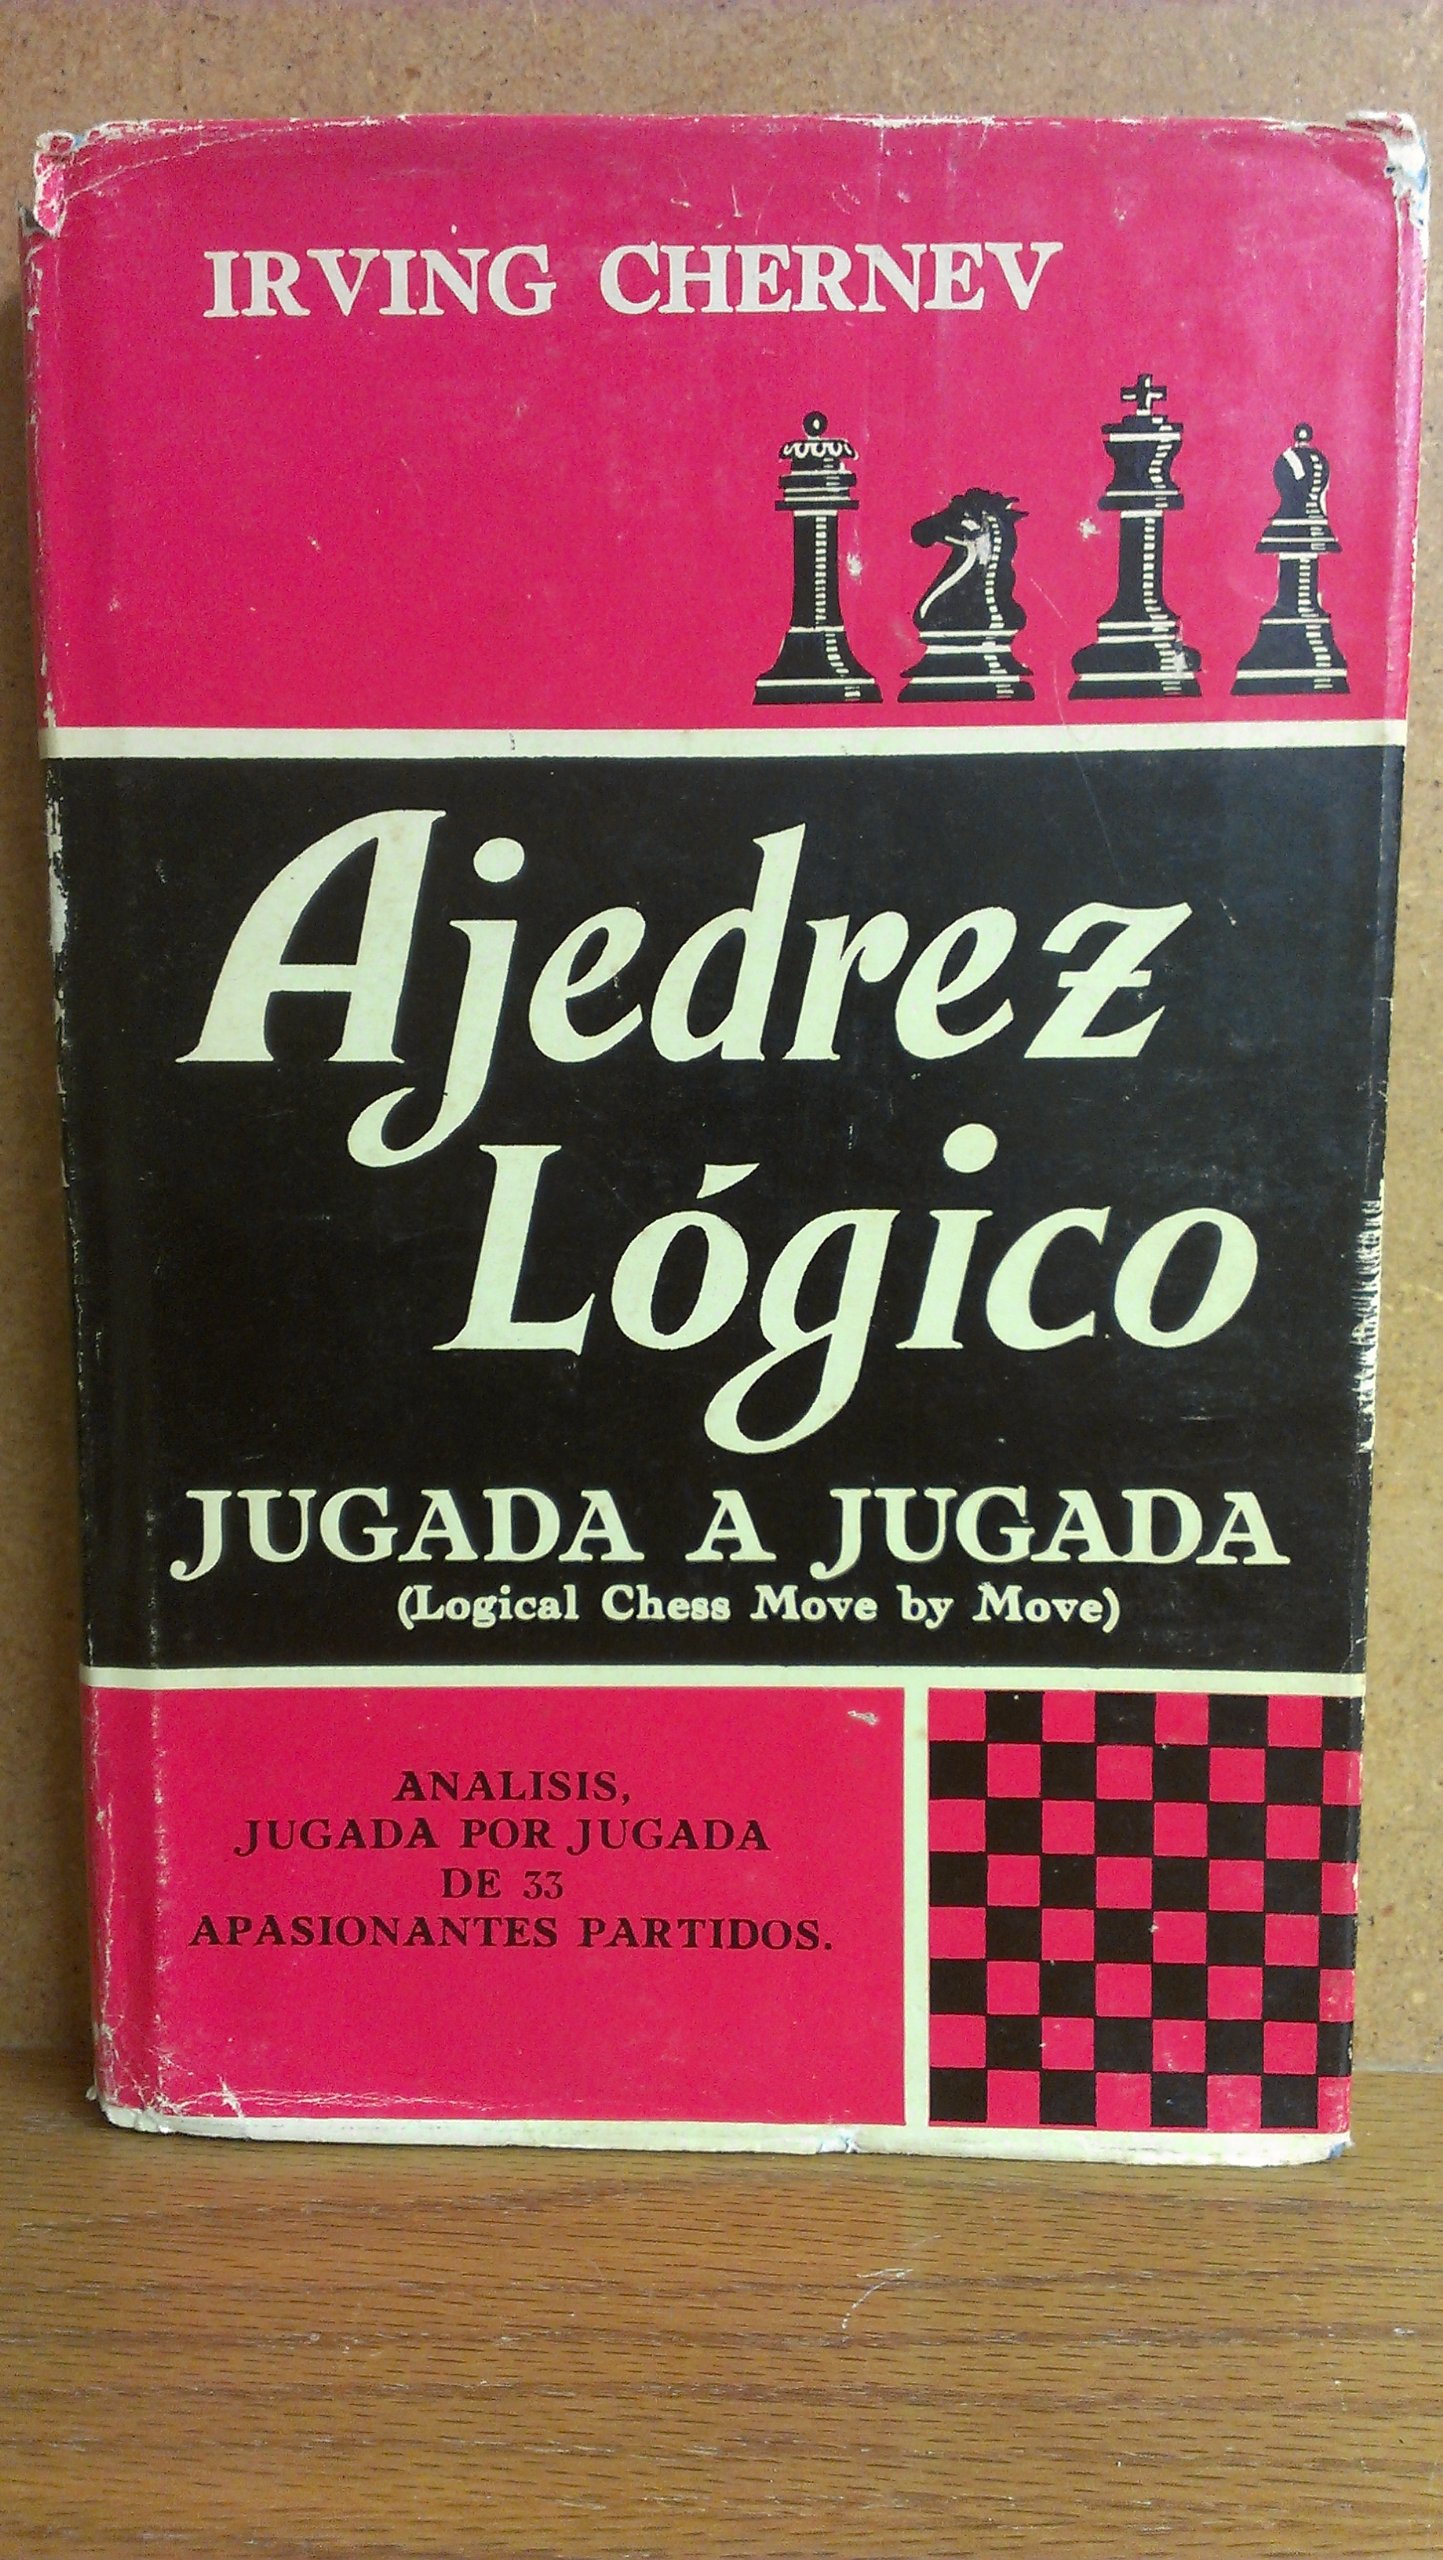 IRVING CHERNEV
Ajedrez
Lógico
JUGADA A JUGADA
(Logical Chess Move by Move)
ANALISIS,
JUGADA POR JUGADA
DE 33
APASIONANTES PARTIDOS.